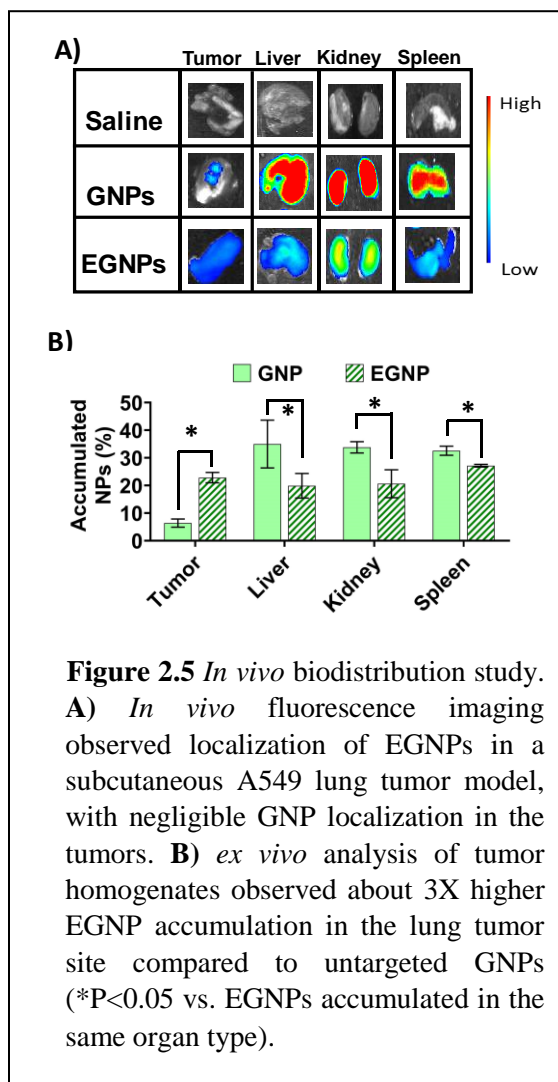 A)
Tumor Liver Kidney Spleen
Saline
GNPs
EGNPs
High
Low
B)
GNP EGNP
* * * *
Accumulated
NPs (%)
50
40
30
20
10
0
Tumor Liver Kidney Spleen
Figure 2.5 In vivo biodistribution study.
A) In vivo fluorescence imaging
observed localization of EGNPs in a
subcutaneous A549 lung tumor model,
with negligible GNP localization in the
tumors. B) ex vivo analysis of tumor
homogenates observed about 3X higher
EGNP accumulation in the lung tumor
site compared to untargeted GNPs
(*P<0.05 vs. EGNPs accumulated in the
same organ type).